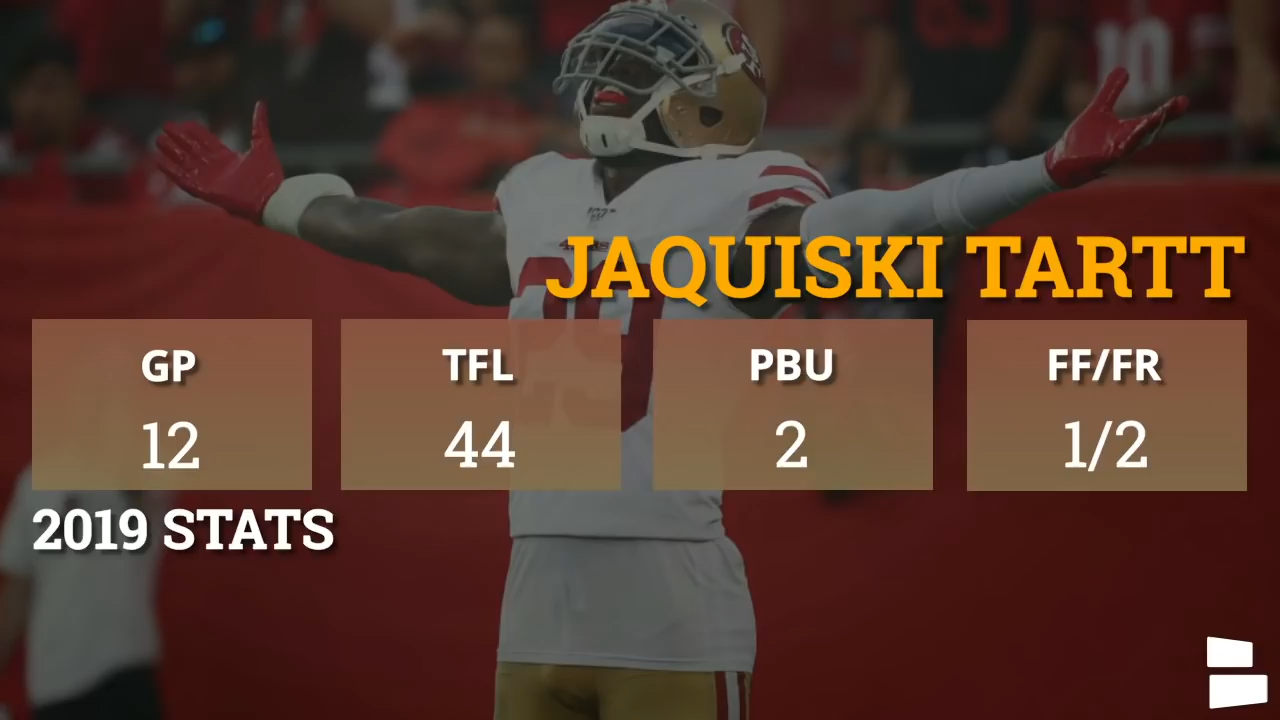 JAQUISKI TARTT
GP
TFL
PBU
FF/FR
12
44
2
1/2
2019 STATS